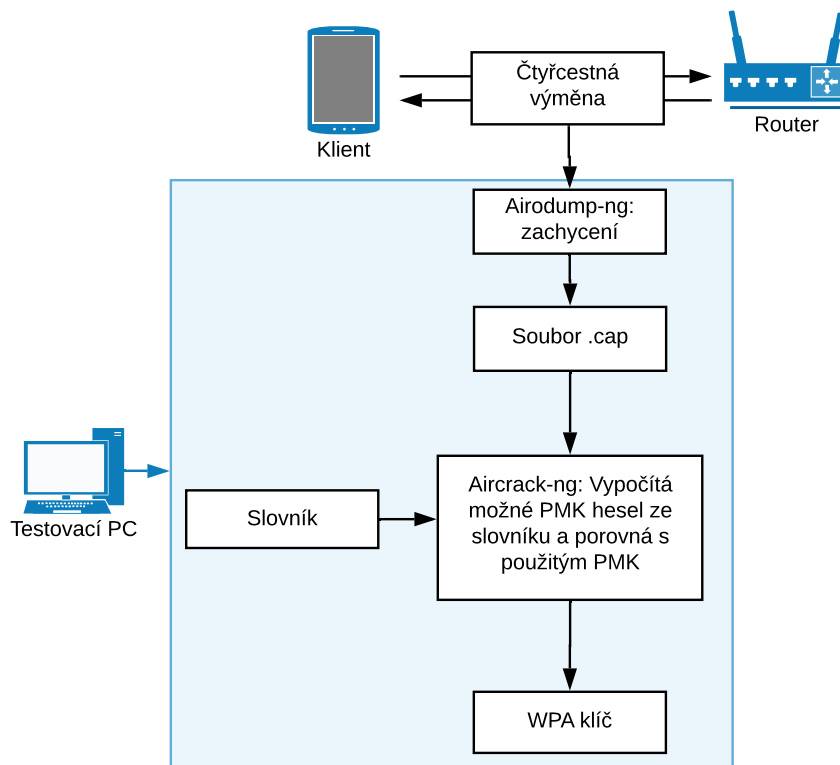 Čtyřcestná
výměna
Klient
Router
Airodump-ng:
zachycení
Soubor .cap
Testovací PC
Slovník
Aircrack-ng: Vypočítá
možné PMK hesel ze
slovníku a porovná s
použitým PMK
WPA klíč